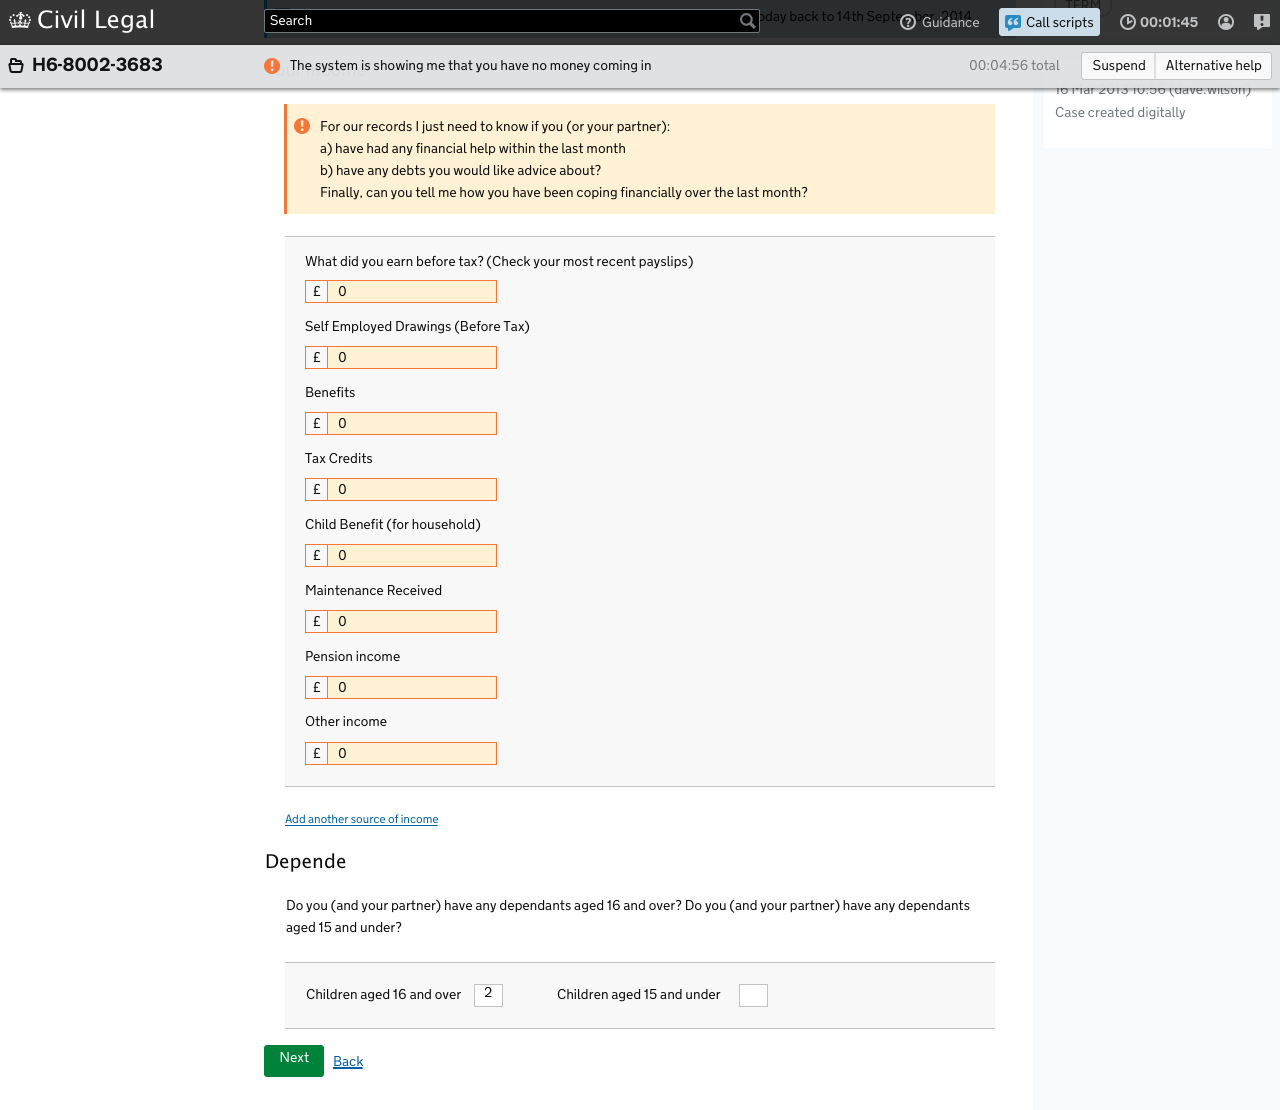 Civil Legal
Search
today back to 14th September, 2014
Guidance
Call scripts
00:01:45
TERM
H6-8002-3683
The system is showing me that you have no money coming in
00:04:56 total
Suspend
Alternative help
16 Mar 2013 10:56 (dave.wilson)
Case created digitally
For our records I just need to know if you (or your partner):
a) have had any financial help within the last month
b) have any debts you would like advice about?
Finally, can you tell me how you have been coping financially over the last month?
What did you earn before tax? (Check your most recent payslips)
£ 0
Self Employed Drawings (Before Tax)
£ 0
Benefits
£ 0
Tax Credits
£ 0
Child Benefit (for household)
£ 0
Maintenance Received
£ 0
Pension income
£ 0
Other income
£ 0
Add another source of income
Depende
Do you (and your partner) have any dependants aged 16 and over? Do you (and your partner) have any dependants
aged 15 and under?
Children aged 16 and over 2 Children aged 15 and under
Next Back